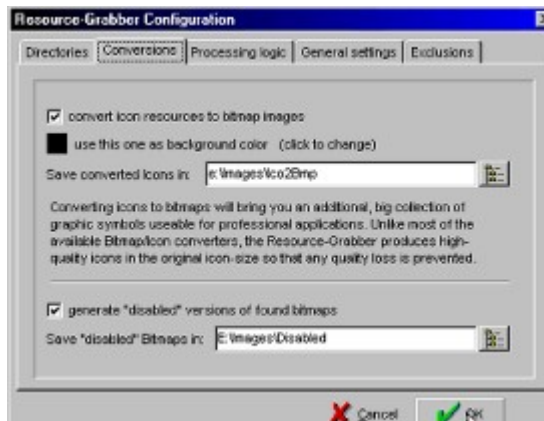 Resource-Grabber Configuration
Directories Conversions Processing logic General settings Exclusions
convert icon resources to bitmap images
use this one as background color (click to change)
Save converted Icons in: e:\Images\Ico2Bmp
Converting icons to bitmaps will bring you an additional, big collection of
graphic symbols useable for professional applications. Unlike most of the
available Bitmap/Icon converters, the Resource-Grabber produces high-
quality icons in the original icon-size so that any quality loss is prevented.
generate "disabled" versions of found bitmaps
Save "disabled" Bitmaps in: E:\Images\Disabled
Cancel OK